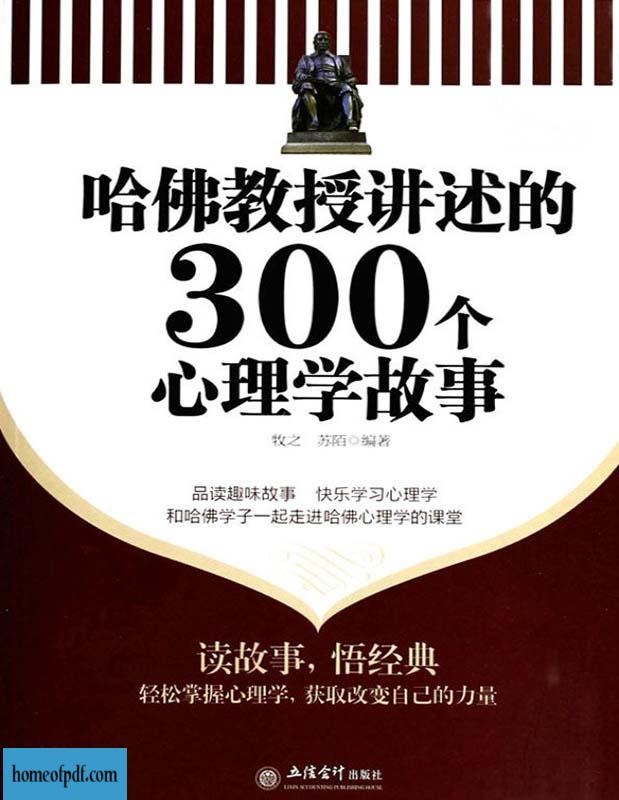 哈佛教授讲述的
300个
心理学故事
牧之 苏陌◎编著
品读趣味故事 快乐学习心理学
和哈佛学子一起走进哈佛心理学的课堂
读故事，悟经典
轻松掌握心理学，获取改变自己的力量
homeofpdf.com
立信会计出版社
LIXIN ACCOUNTING PUBLISHING HOUSE